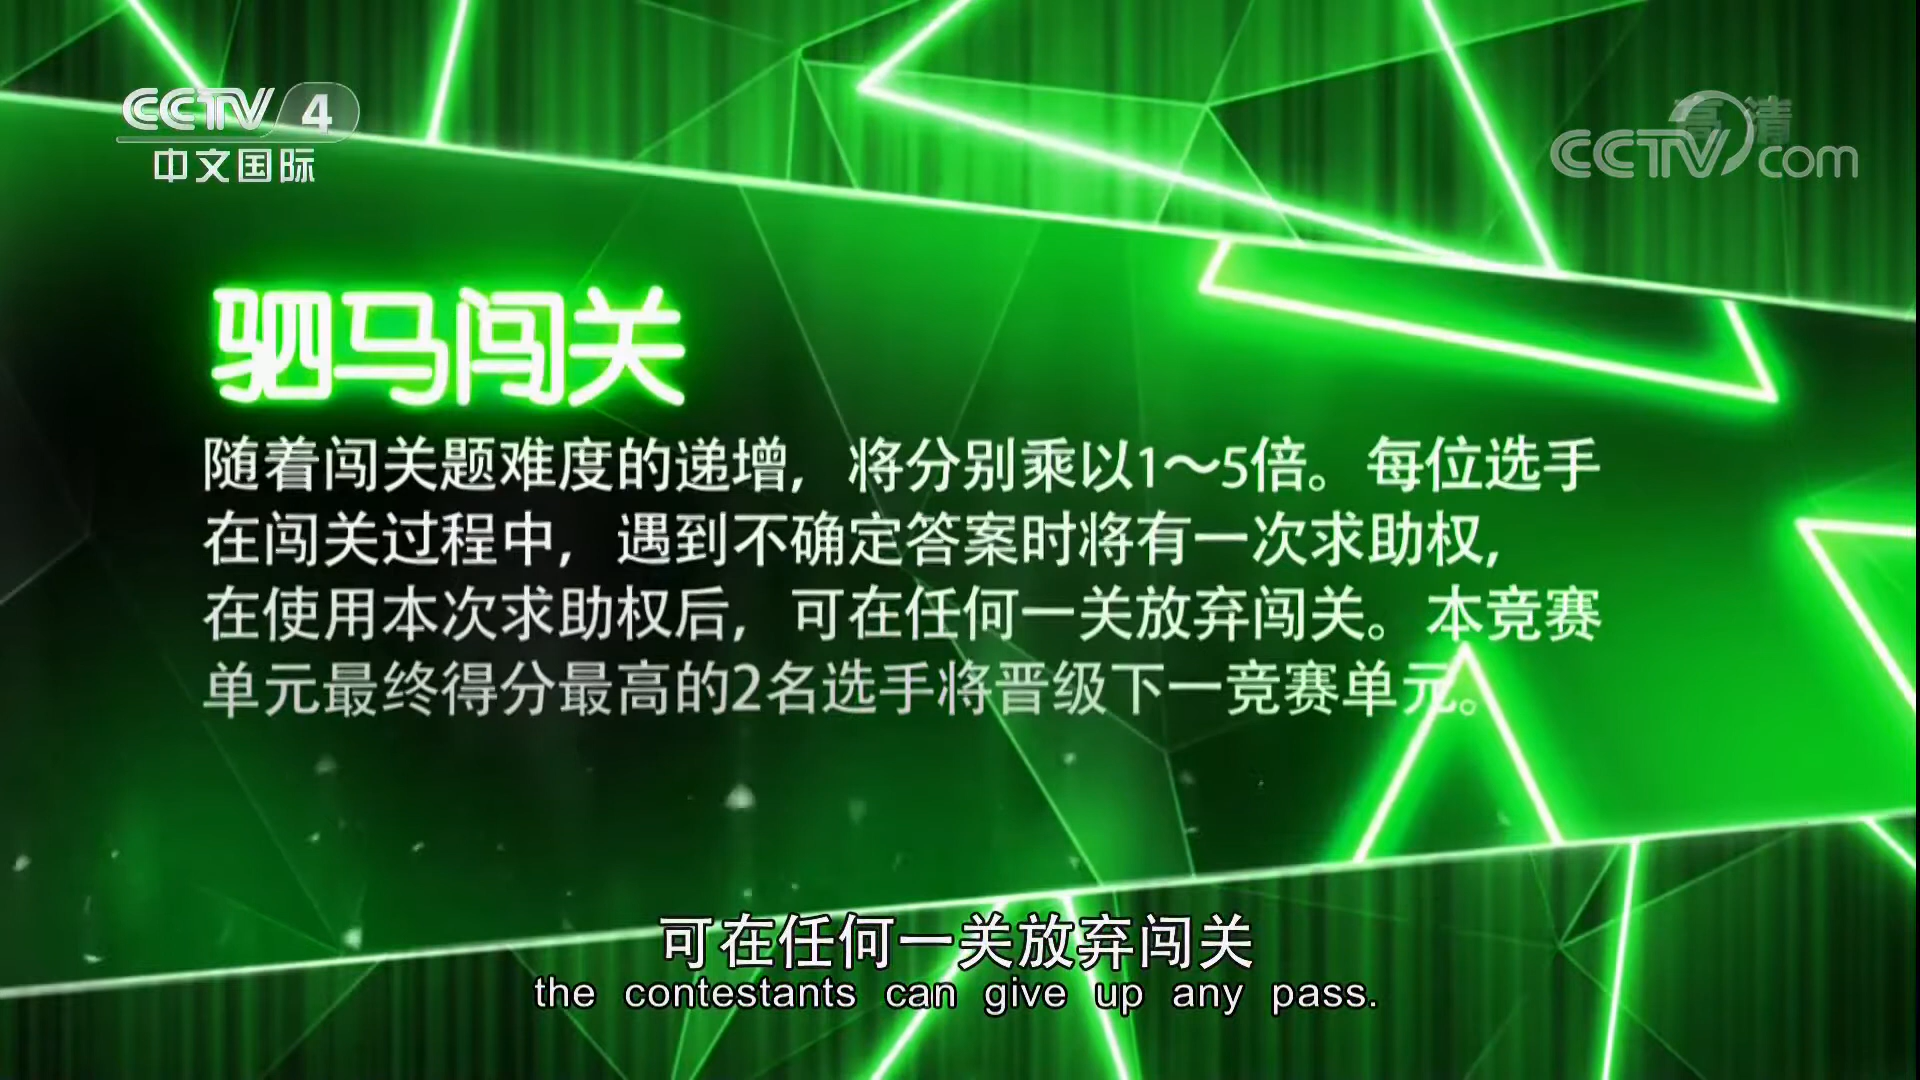 CCTV 4
中文国际
高清
CCTV com
驷马闯关
随着闯关题难度的递增，将分别乘以1～5倍。每位选手
在闯关过程中，遇到不确定答案时将有一次求助权，
在使用本次求助权后，可在任何一关放弃闯关。本竞赛
单元最终得分最高的2名选手将晋级下一竞赛单元。
可在任何一关放弃闯关
the contestants can give up any pass.